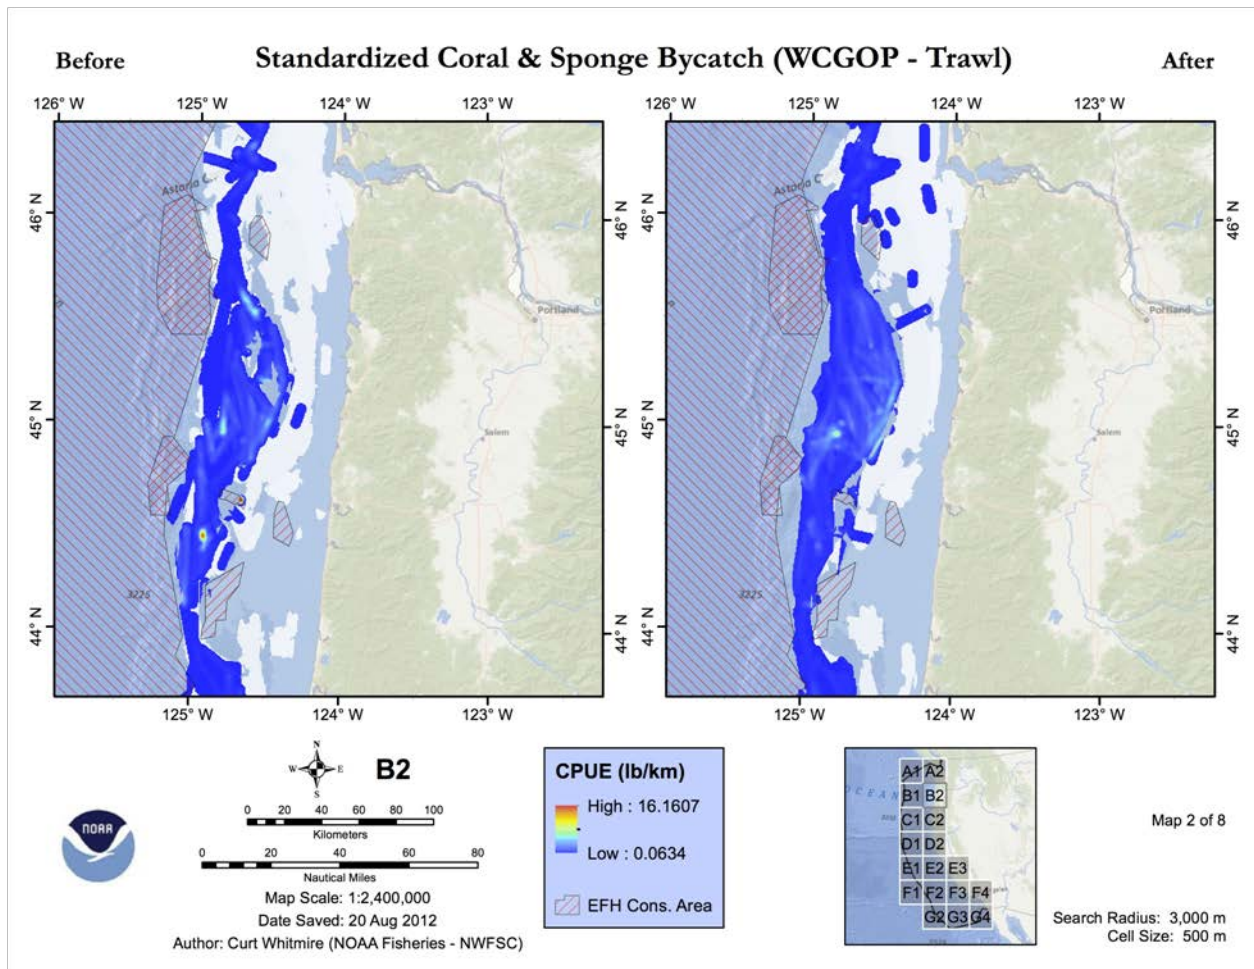 Before
Standardized Coral & Sponge Bycatch (WCGOP - Trawl)
After
126° W 125° W 124° W 123° W
126° W 125° W 124° W 123° W
Astoria C.
Astoria C
46° N
46° N
46° N
46° N
Portland
Portland
45° N
45° N
45° N
45° N
Salem
Salem
3225
3225
44° N
44° N
44° N
44° N
125° W 124° W 123° W
125° W 124° W 123° W
N
W E
S
B2
0 10 20 40 60 80 100
Kilometers
0 20 40 60 80
Nautical Miles
Map Scale: 1:2,400,000
Date Saved: 20 Aug 2012
Author: Curt Whitmire (NOAA Fisheries - NWFSC)
NOAA
CPUE (lb/km)
High : 16.1607
Low : 0.0634
EFH Cons. Area
OCEAN
A1 A2
B1 B2
C1 C2
D1 D2
E1 E2 E3
F1 F2 F3 F4
G2 G3 G4
Map 2 of 8
Search Radius: 3,000 m
Cell Size: 500 m